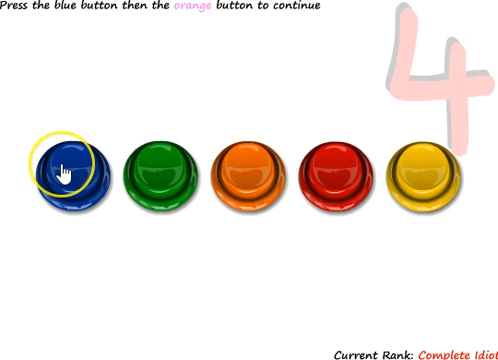 Press the blue button then the orange button to continue
4
Current Rank: Complete Idiot